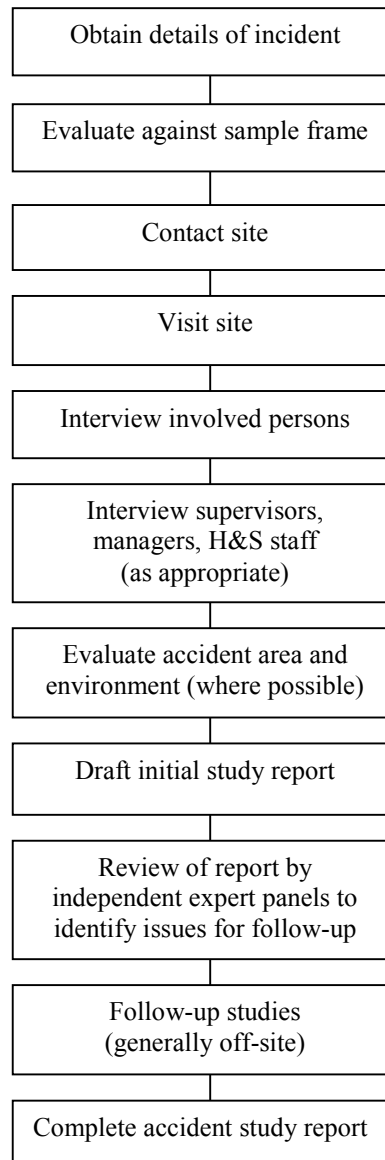 Obtain details of incident
Evaluate against sample frame
Contact site
Visit site
Interview involved persons
Interview supervisors,
managers, H&S staff
(as appropriate)
Evaluate accident area and
environment (where possible)
Draft initial study report
Review of report by
independent expert panels to
identify issues for follow-up
Follow-up studies
(generally off-site)
Complete accident study report